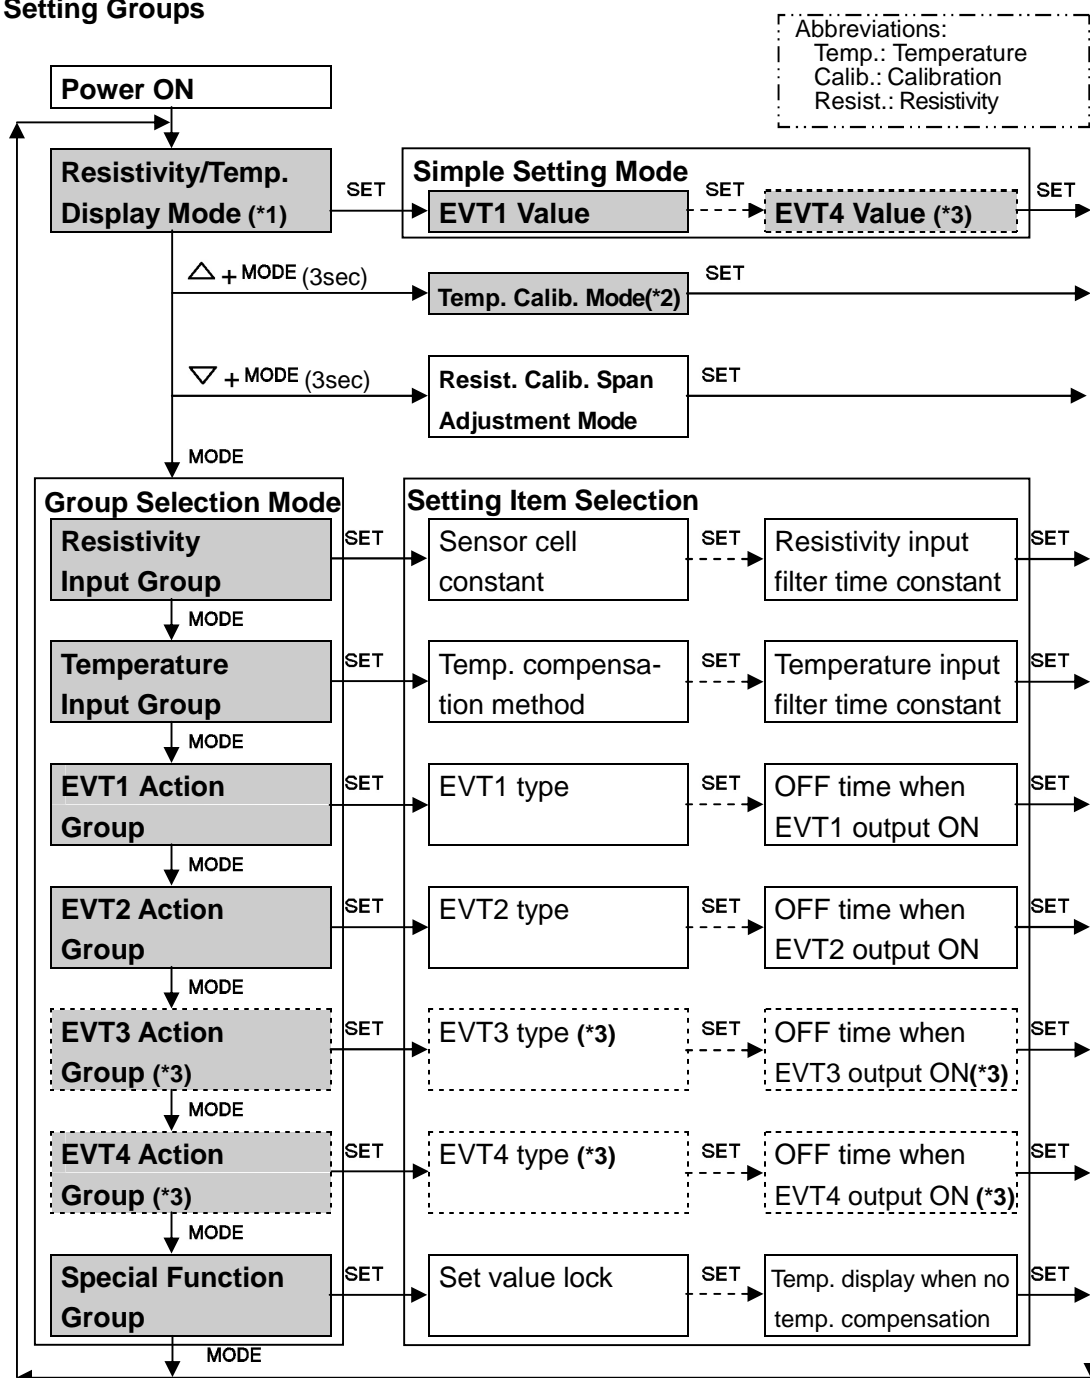 Setting Groups
Abbreviations:
Temp.: Temperature
Calib.: Calibration
Resist.: Resistivity
Power ON
Resistivity/Temp.
Display Mode (*1)
SET
Simple Setting Mode
EVT1 Value
SET
EVT4 Value (*3)
SET
△ + MODE (3sec)
Temp. Calib. Mode(*2)
SET
▽ + MODE (3sec)
Resist. Calib. Span
Adjustment Mode
SET
MODE
Group Selection Mode
Setting Item Selection
Resistivity
Input Group
SET
Sensor cell
constant
SET
Resistivity input
filter time constant
SET
MODE
Temperature
Input Group
SET
Temp. compensa-
tion method
SET
Temperature input
filter time constant
SET
MODE
EVT1 Action
Group
SET
EVT1 type
SET
OFF time when
EVT1 output ON
SET
MODE
EVT2 Action
Group
SET
EVT2 type
SET
OFF time when
EVT2 output ON
SET
MODE
EVT3 Action
Group (*3)
SET
EVT3 type (*3)
SET
OFF time when
EVT3 output ON(*3)
SET
MODE
EVT4 Action
Group (*3)
SET
EVT4 type (*3)
SET
OFF time when
EVT4 output ON (*3)
SET
MODE
Special Function
Group
SET
Set value lock
SET
Temp. display when no
temp. compensation
SET
MODE